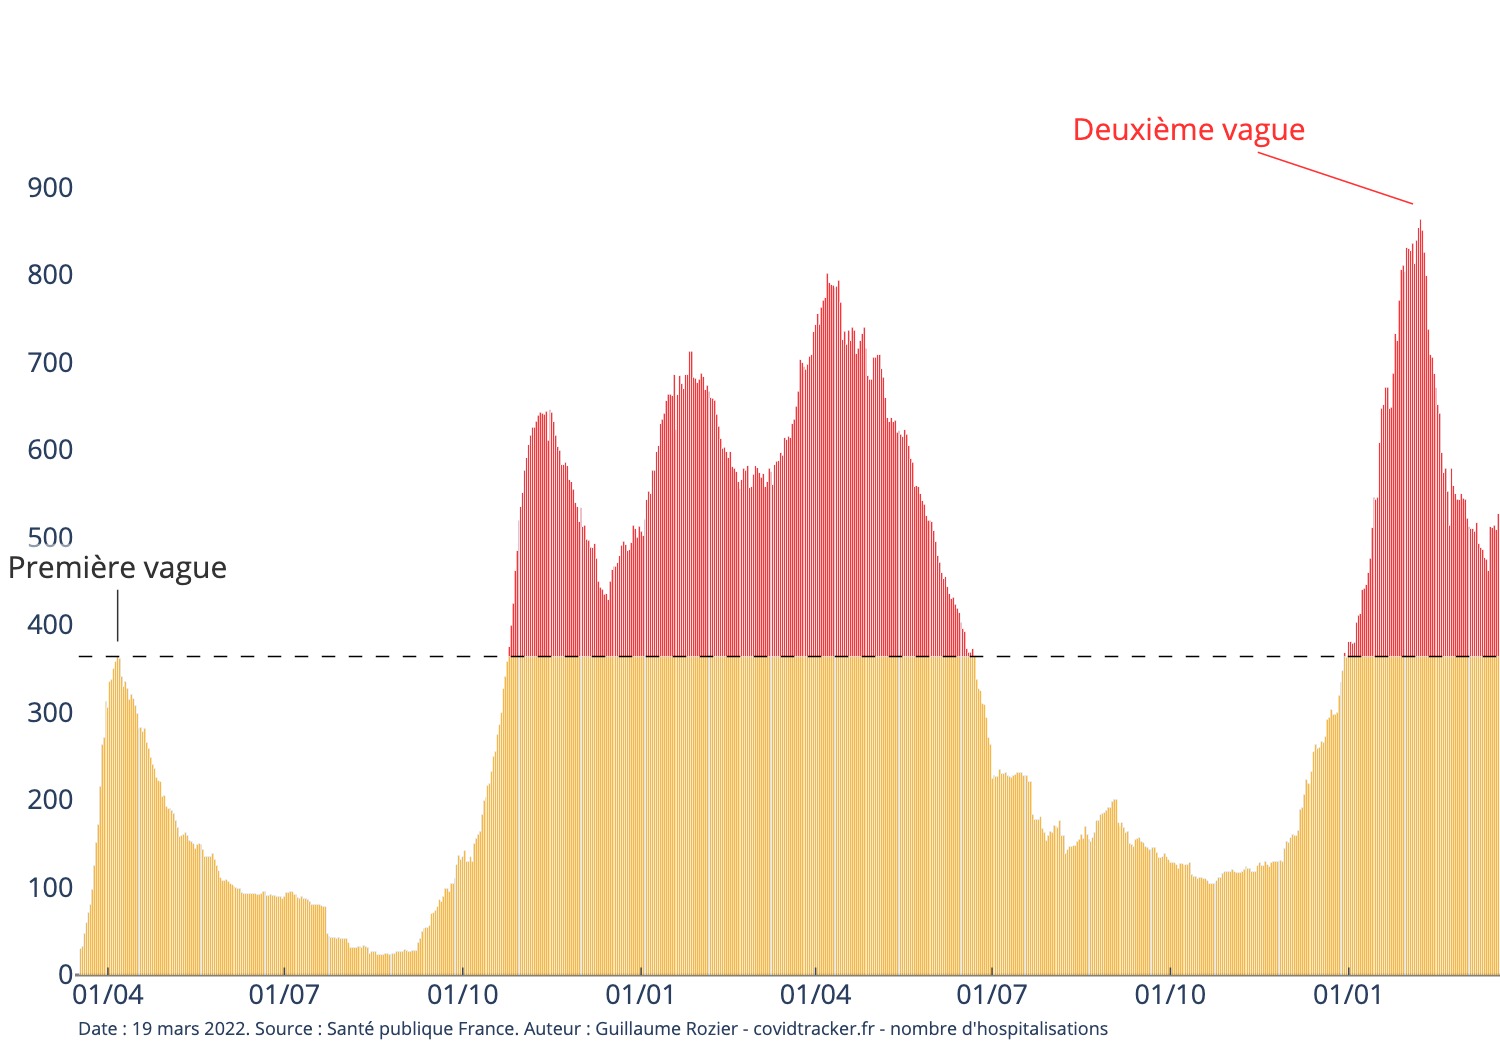 Deuxième vague
900
800
700
600
500
Première vague
400
300
200
100
0
01/04 01/07 01/10 01/01 01/04 01/07 01/10 01/01
Date : 19 mars 2022. Source : Santé publique France. Auteur : Guillaume Rozier - covidtracker.fr - nombre d'hospitalisations